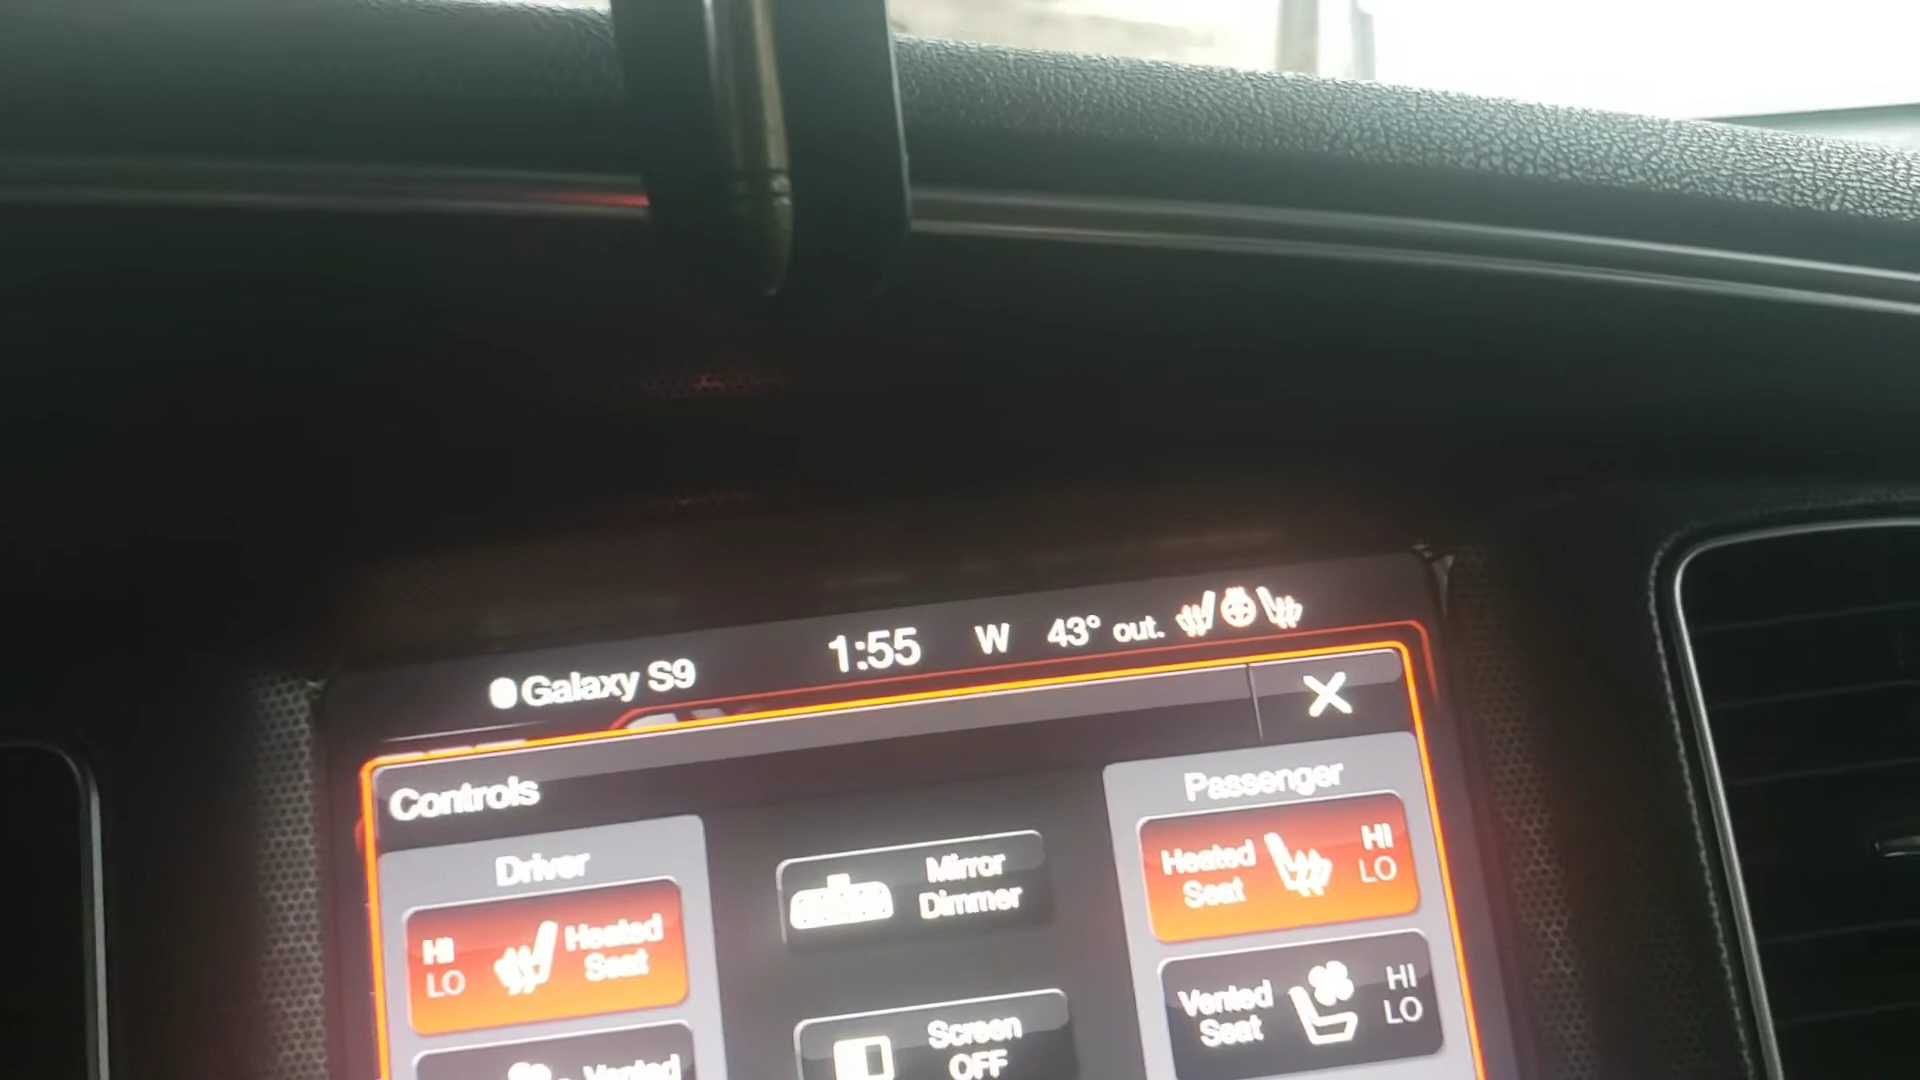 Galaxy S9 1:55 W 43° out.
Controls
Driver
HI
LO
Heated
Seat
Vented
Mirror
Dimmer
Screen
OFF
Passenger
Heated
Seat
HI
LO
Vented
Seat
HI
LO